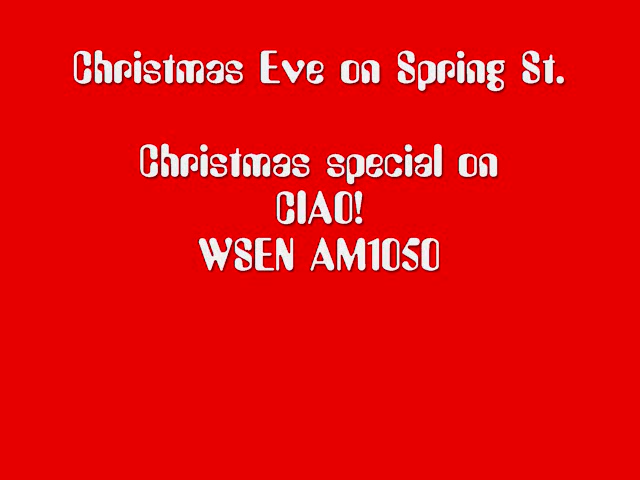 Christmas Eve on Spring St.
Christmas special on
CIAO!
WSEN AM1050